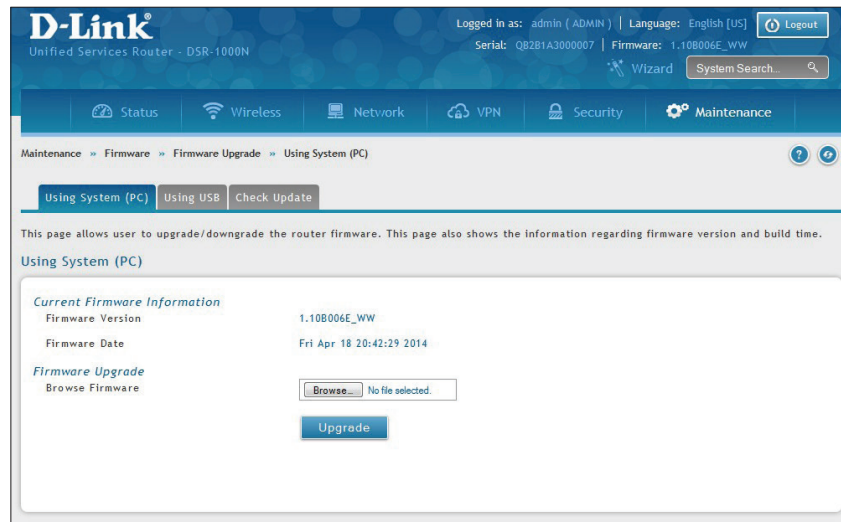 D-Link®
Unified Services Router - DSR-1000N
Logged in as: admin ( ADMIN ) | Language: English [US]
Logout
Serial: QB2B1A3000007 | Firmware: 1.10B006E_WW
Wizard
System Search...
Status
Wireless
Network
VPN
Security
Maintenance
Maintenance » Firmware » Firmware Upgrade » Using System (PC)
?
Using System (PC)
Using USB
Check Update
This page allows user to upgrade/downgrade the router firmware. This page also shows the information regarding firmware version and build time.
Using System (PC)
Current Firmware Information
Firmware Version 1.10B006E_WW
Firmware Date Fri Apr 18 20:42:29 2014
Firmware Upgrade
Browse Firmware Browse... No file selected.
Upgrade